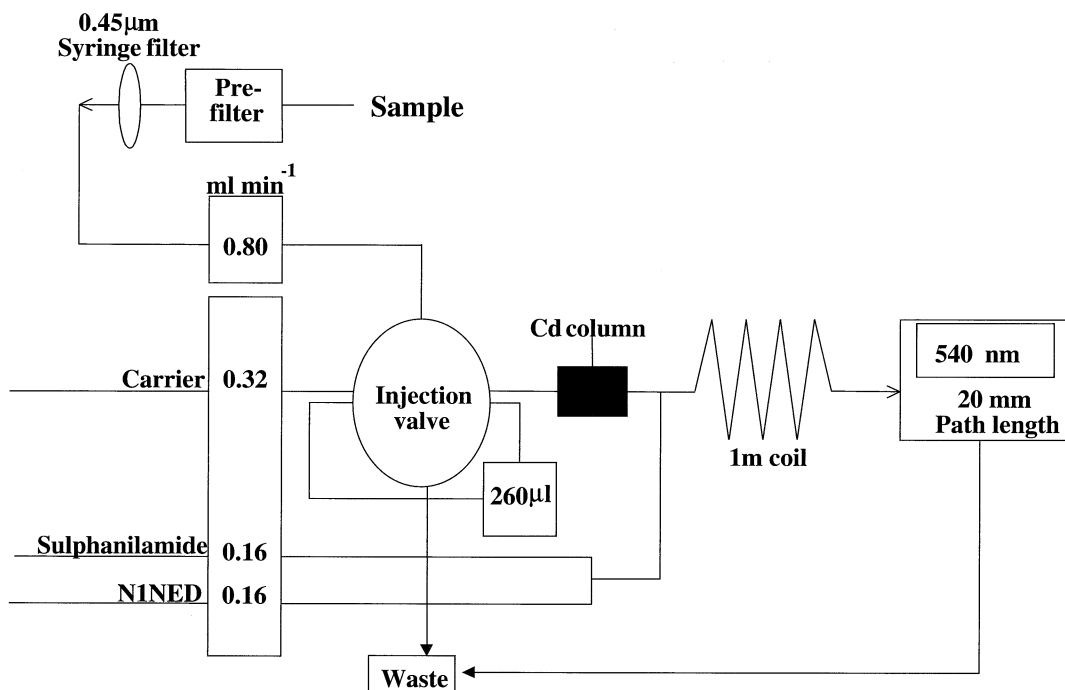 0.45µm
Syringe filter
Pre-
filter
Sample
ml min⁻¹
0.80
Carrier
0.32
Injection
valve
Cd column
1m coil
540 nm
20 mm
Path length
260µl
Sulphanilamide
0.16
N1NED
0.16
Waste